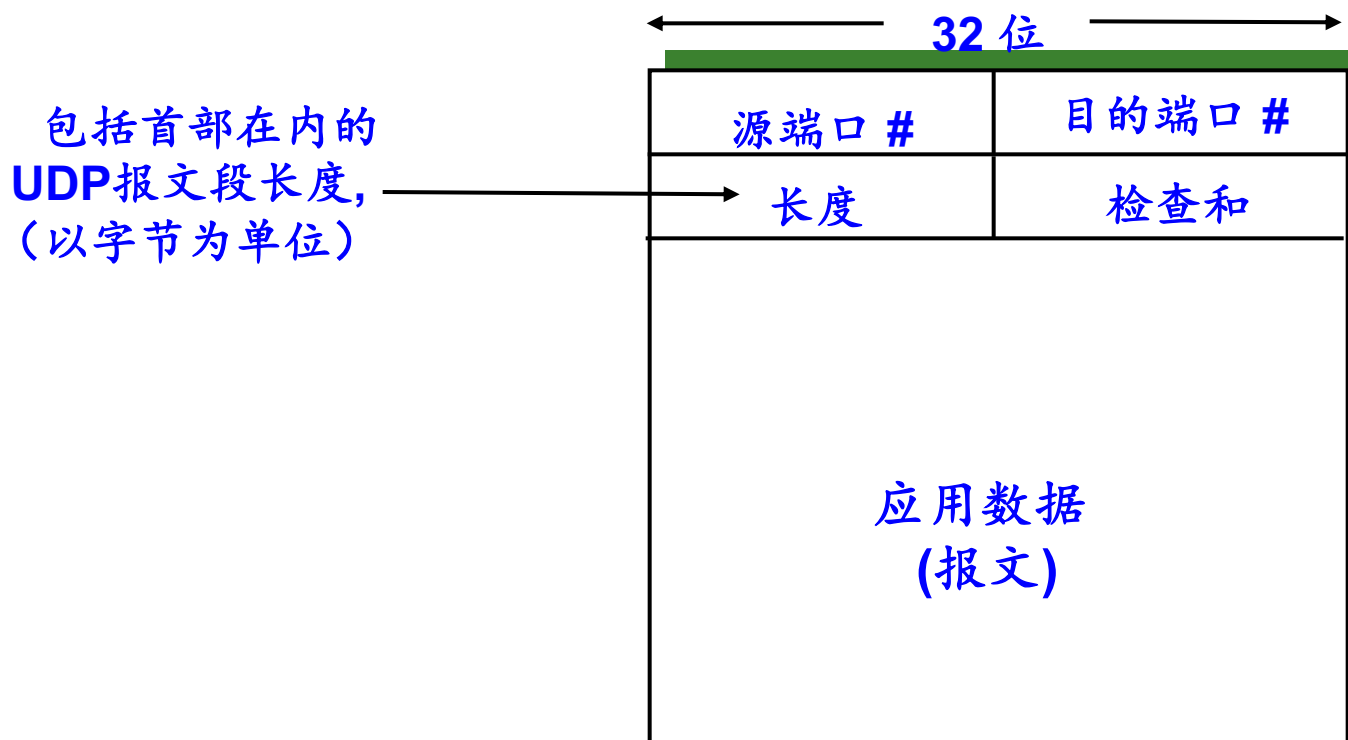 32 位
包括首部在内的
UDP报文段长度,
（以字节为单位）
源端口 #
目的端口 #
长度
检查和
应用数据
(报文)